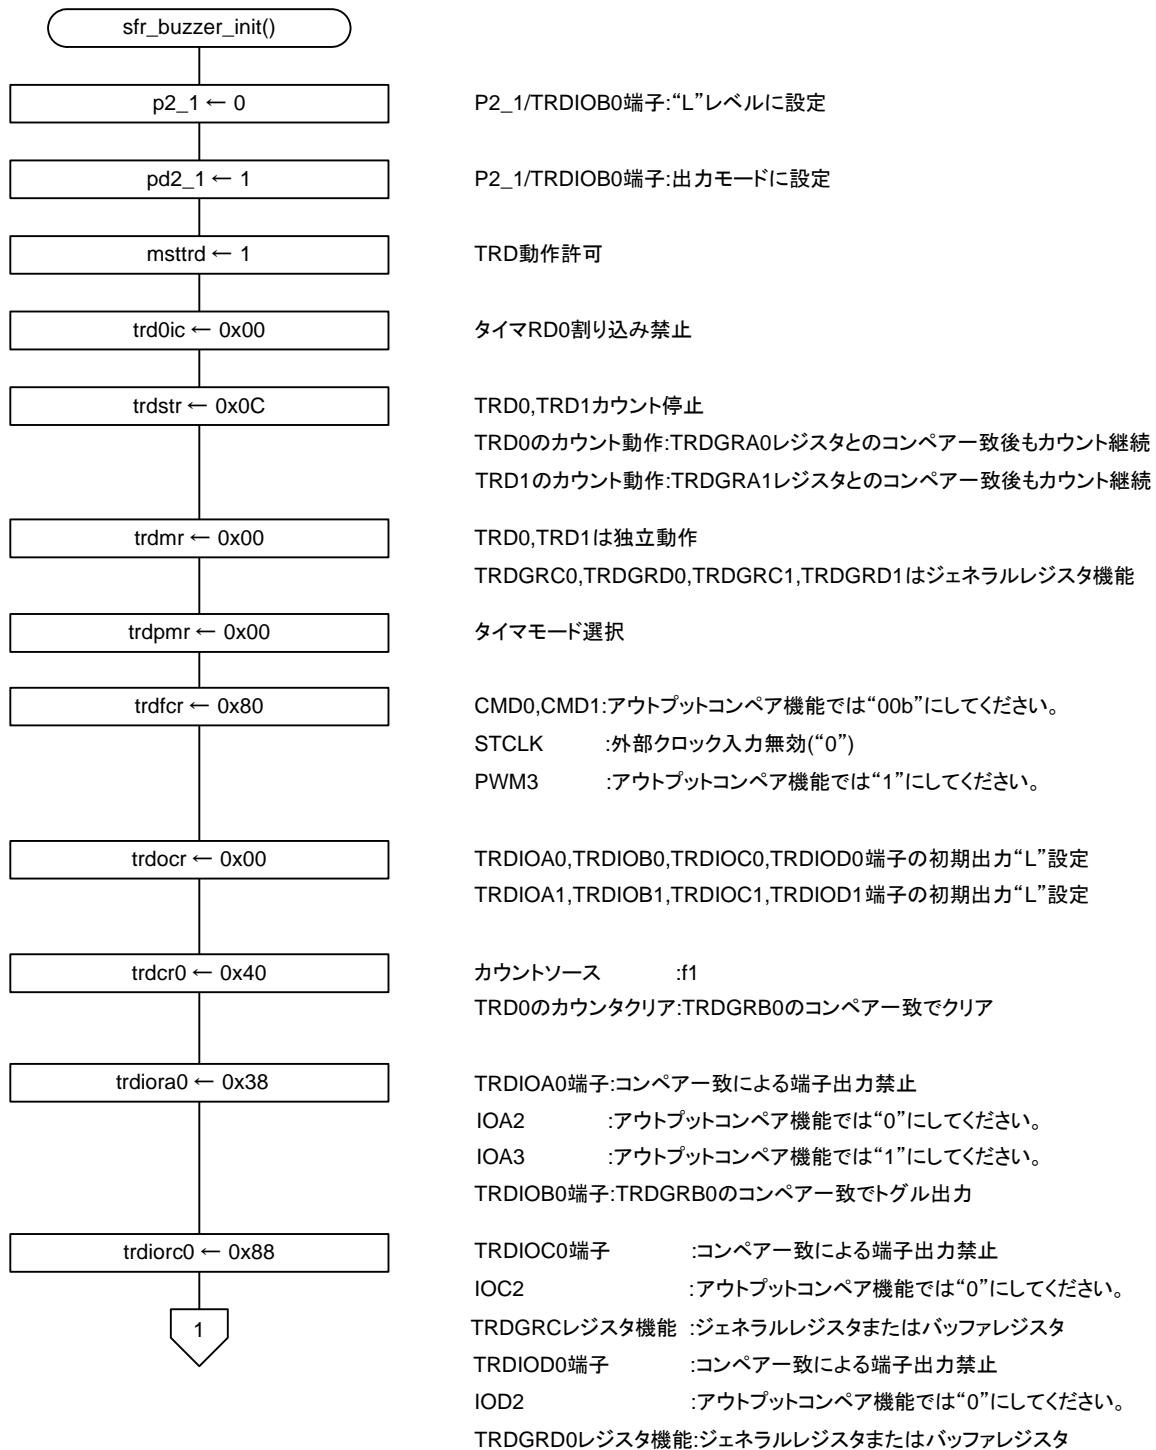 sfr_buzzer_init()
p2_1 ← 0
P2_1/TRDIOB0端子:“L”レベルに設定
pd2_1 ← 1
P2_1/TRDIOB0端子:出力モードに設定
msttrd ← 1
TRD動作許可
trd0ic ← 0x00
タイマRD0割り込み禁止
trdstr ← 0x0C
TRD0,TRD1カウント停止
TRD0のカウント動作:TRDGRA0レジスタとのコンペアー致後もカウント継続
TRD1のカウント動作:TRDGRA1レジスタとのコンペアー致後もカウント継続
trdmr ← 0x00
TRD0,TRD1は独立動作
TRDGRC0,TRDGRD0,TRDGRC1,TRDGRD1はジェネラルレジスタ機能
trdpmr ← 0x00
タイマモード選択
trdfcr ← 0x80
CMD0,CMD1:アウトプットコンペア機能では“00b”にしてください。
STCLK :外部クロック入力無効(“0”)
PWM3 :アウトプットコンペア機能では“1”にしてください。
trdocr ← 0x00
TRDIOA0,TRDIOB0,TRDIOC0,TRDIOD0端子の初期出力“L”設定
TRDIOA1,TRDIOB1,TRDIOC1,TRDIOD1端子の初期出力“L”設定
trdcr0 ← 0x40
カウントソース :f1
TRD0のカウンタクリア:TRDGRB0のコンペアー致でクリア
trdiora0 ← 0x38
TRDIOA0端子:コンペアー致による端子出力禁止
IOA2 :アウトプットコンペア機能では“0”にしてください。
IOA3 :アウトプットコンペア機能では“1”にしてください。
TRDIOB0端子:TRDGRB0のコンペアー致でトグル出力
trdiorc0 ← 0x88
TRDIOC0端子 :コンペアー致による端子出力禁止
IOC2 :アウトプットコンペア機能では“0”にしてください。
TRDGRCレジスタ機能 :ジェネラルレジスタまたはバッファレジスタ
TRDIOD0端子 :コンペアー致による端子出力禁止
IOD2 :アウトプットコンペア機能では“0”にしてください。
TRDGRD0レジスタ機能:ジェネラルレジスタまたはバッファレジスタ
1